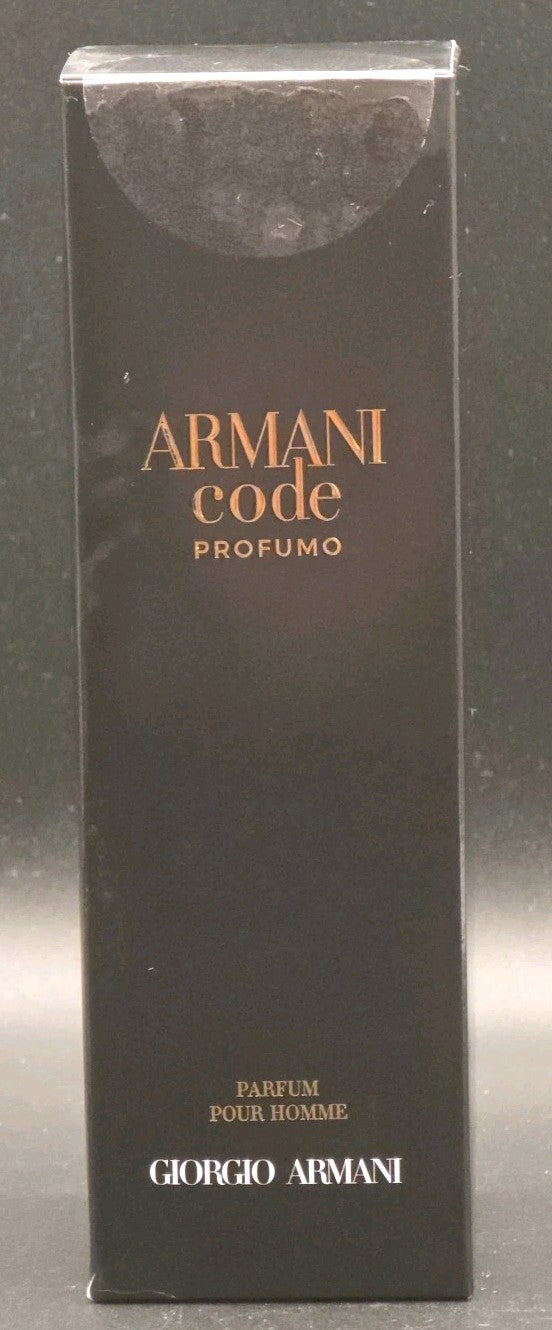 ARMANI
code
PROFUMO
PARFUM
POUR HOMME
GIORGIO ARMANI